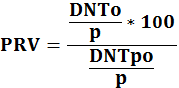 DNTo
p * 100
PRV = 
DNTpo
p